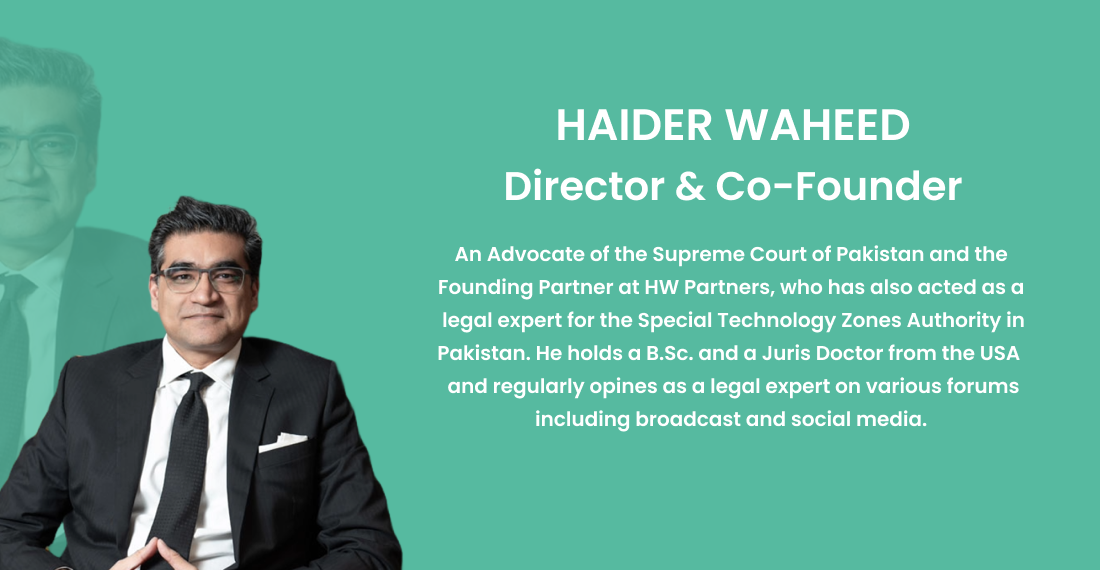 HAIDER WAHEED
Director & Co-Founder
An Advocate of the Supreme Court of Pakistan and the
Founding Partner at HW Partners, who has also acted as a
legal expert for the Special Technology Zones Authority in
Pakistan. He holds a B.Sc. and a Juris Doctor from the USA
and regularly opines as a legal expert on various forums
including broadcast and social media.